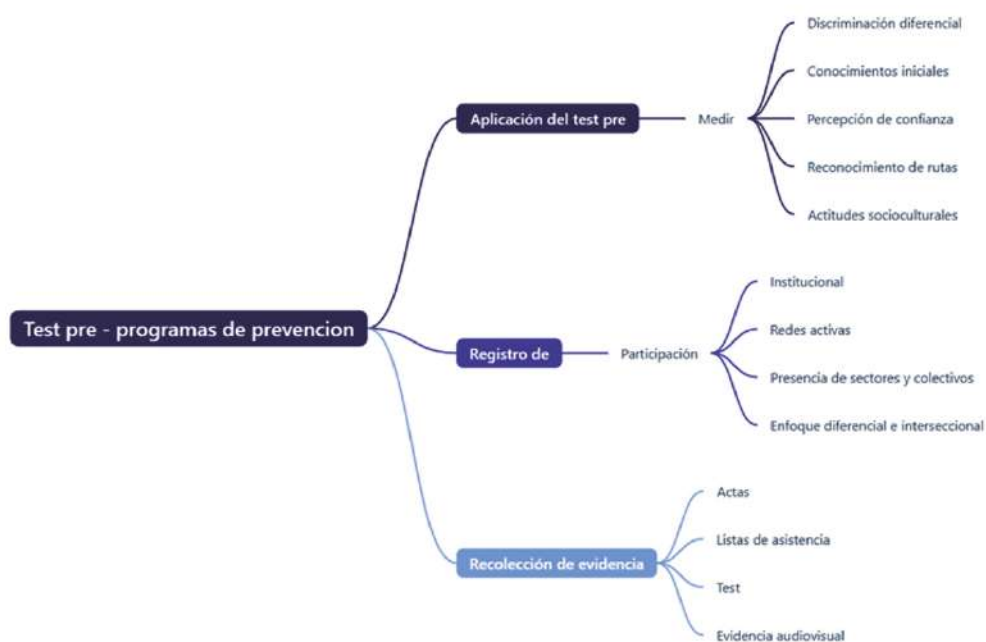 Test pre - programas de prevencion
Aplicación del test pre
Medir
Discriminación diferencial
Conocimientos iniciales
Percepción de confianza
Reconocimiento de rutas
Actitudes socioculturales
Registro de
Participación
Institucional
Redes activas
Presencia de sectores y colectivos
Enfoque diferencial e interseccional
Recolección de evidencia
Actas
Listas de asistencia
Test
Evidencia audiovisual